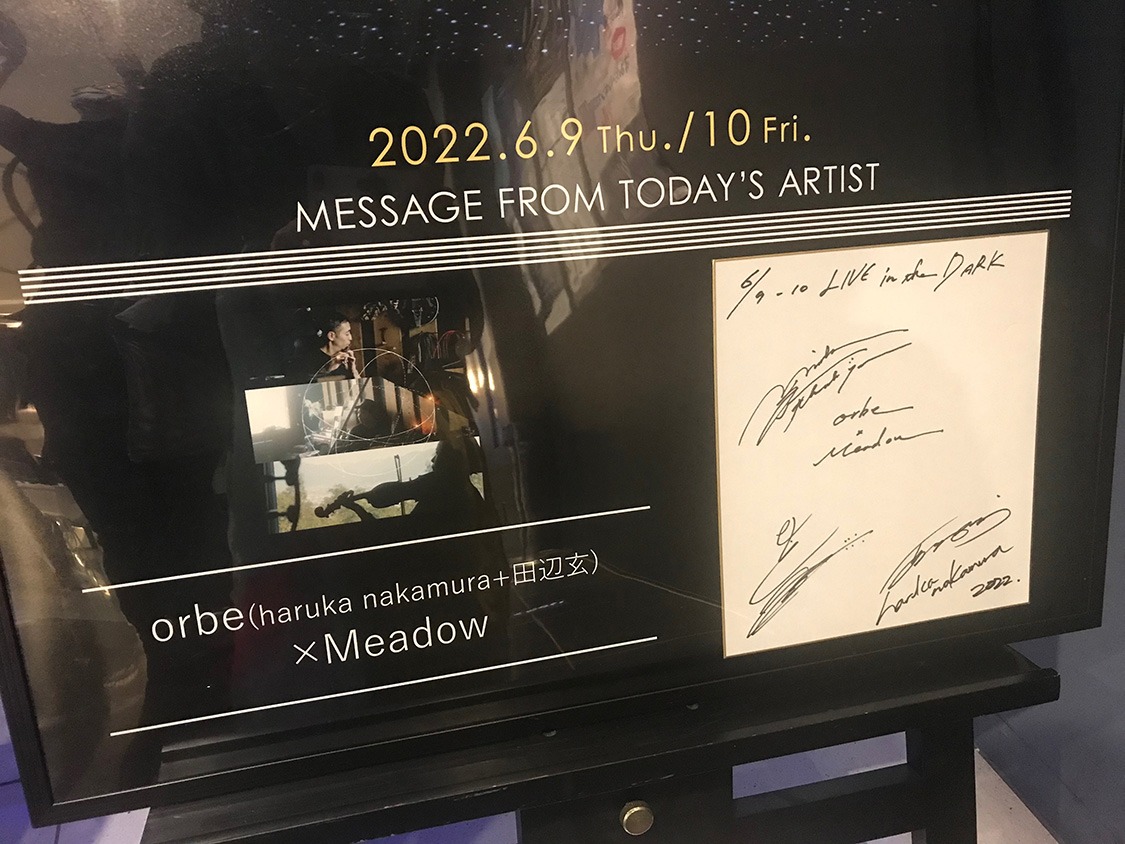 2022.6.9 Thu./10 Fri.
MESSAGE FROM TODAY'S ARTIST
6/9-10 LIVE in the DARK
orbe
×
Meadow
haruka nakamura
2022.
orbe(haruka nakamura+田辺玄)
×Meadow